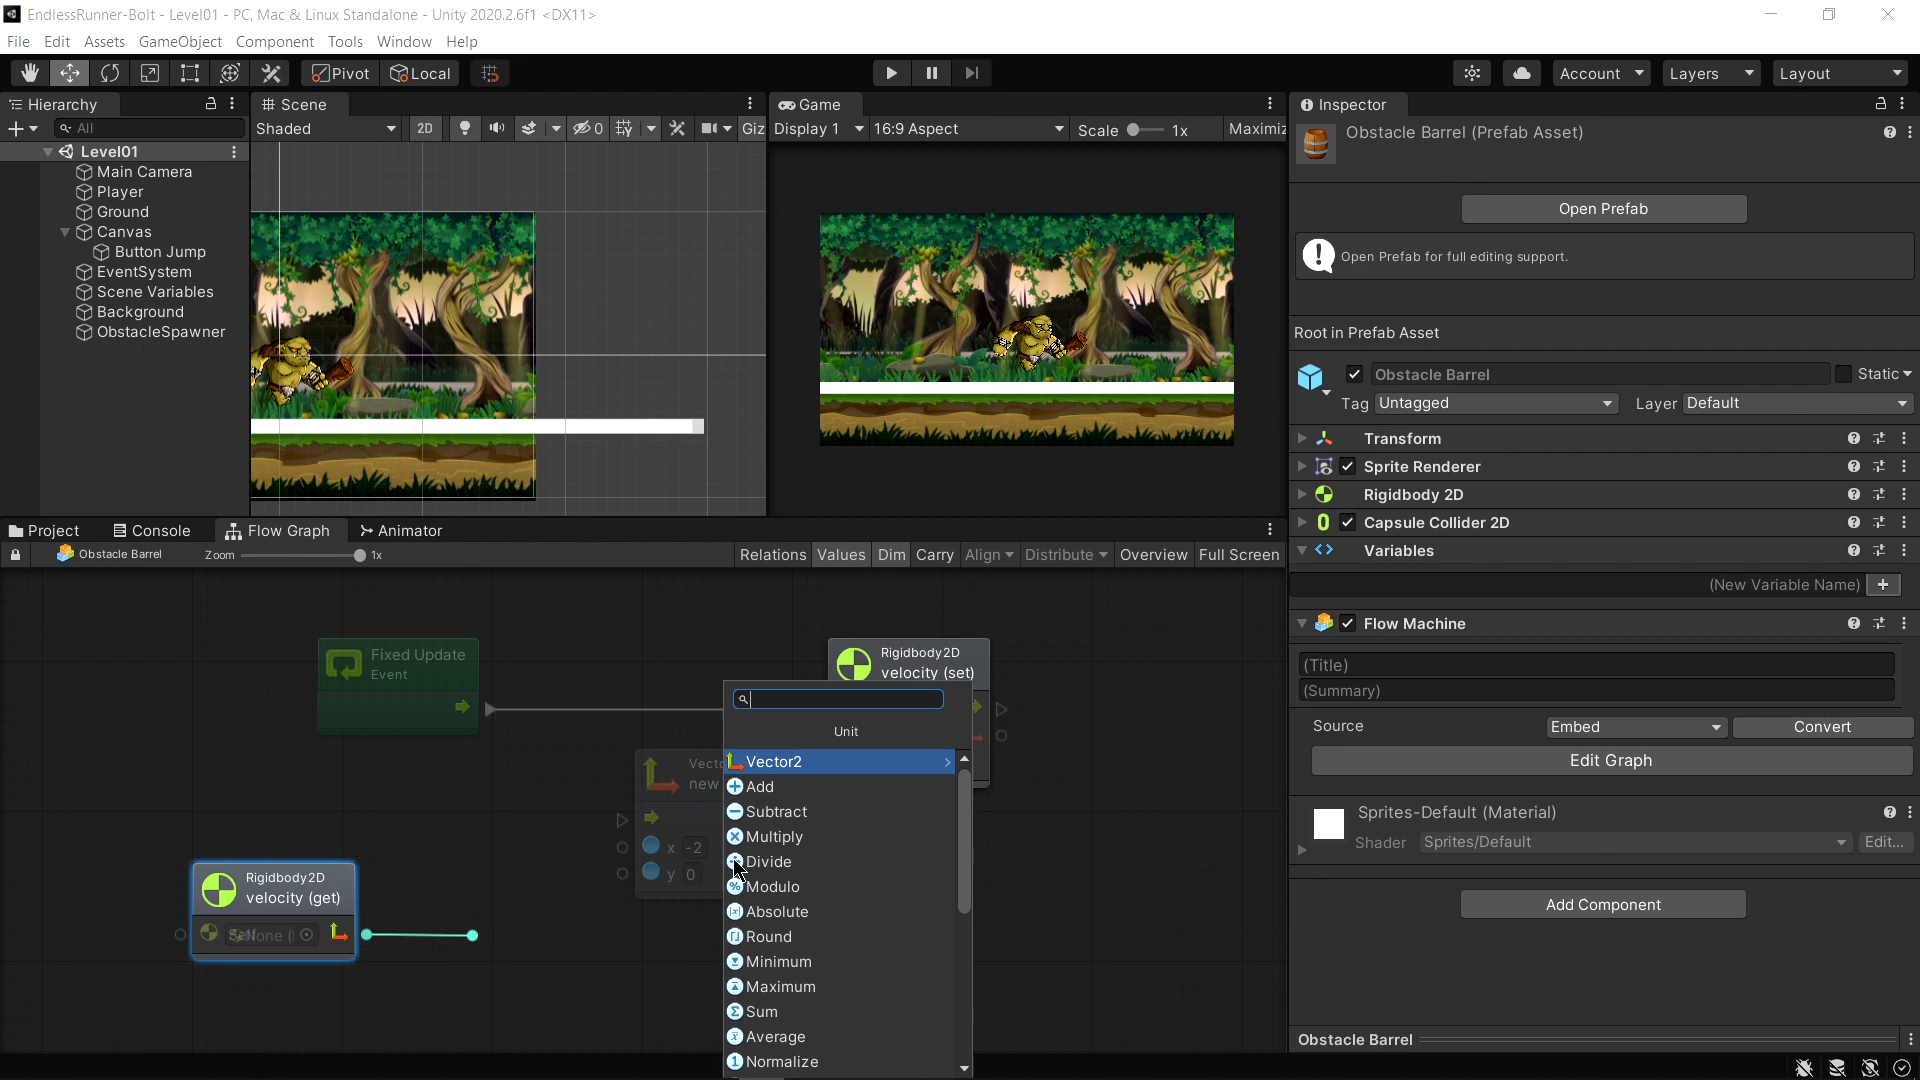 EndlessRunner-Bolt - Level01 - PC, Mac & Linux Standalone - Unity 2020.2.6f1 <DX11>
File Edit Assets GameObject Component Tools Window Help
Pivot Local Account Layers Layout
Hierarchy
All
Level01
Main Camera
Player
Ground
Canvas
Button Jump
EventSystem
Scene Variables
Background
ObstacleSpawner
Scene
Shaded 2D 0 Giz
Game
Display 1 16:9 Aspect Scale 1x Maximiz
Inspector
Obstacle Barrel (Prefab Asset)
Open Prefab
Open Prefab for full editing support.
Root in Prefab Asset
Obstacle Barrel Static
Tag Untagged Layer Default
Transform
Sprite Renderer
Rigidbody 2D
Capsule Collider 2D
Variables
(New Variable Name)
Flow Machine
(Title)
(Summary)
Source Embed Convert
Edit Graph
Sprites-Default (Material)
Shader Sprites/Default Edit...
Add Component
Obstacle Barrel
Project Console Flow Graph Animator
Obstacle Barrel Zoom 1x Relations Values Dim Carry Align Distribute Overview Full Screen
Fixed Update
Event
Rigidbody2D
velocity (set)
Vecto
new
x -2
y 0
Rigidbody2D
velocity (get)
Self
Unit
Vector2
Add
Subtract
Multiply
Divide
Modulo
Absolute
Round
Minimum
Maximum
Sum
Average
Normalize